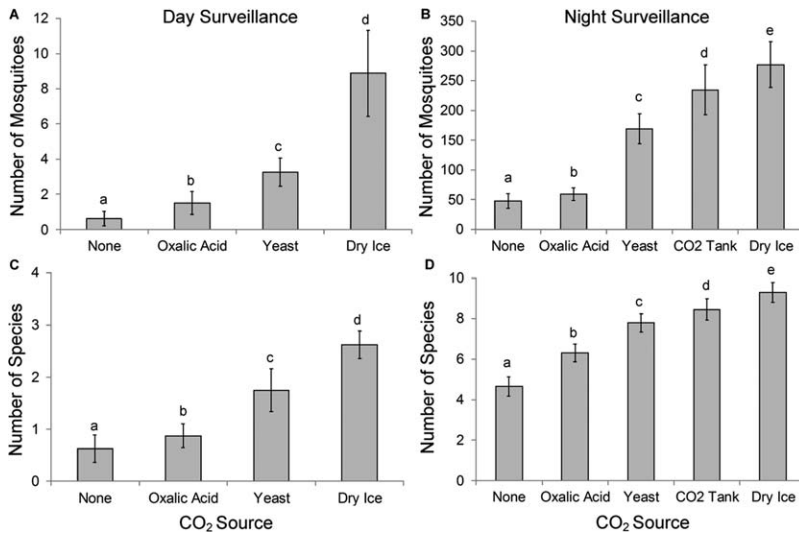 A
Day Surveillance
Number of Mosquitoes
12
10
8
6
4
2
0
a
b
c
d
None Oxalic Acid Yeast Dry Ice
B
Night Surveillance
Number of Mosquitoes
350
300
250
200
150
100
50
0
a
b
c
d
e
None Oxalic Acid Yeast CO2 Tank Dry Ice
C
Number of Species
4
3
2
1
0
a
b
c
d
None Oxalic Acid Yeast Dry Ice
CO₂ Source
D
Number of Species
10
8
6
4
2
0
a
b
c
d
e
None Oxalic Acid Yeast CO2 Tank Dry Ice
CO₂ Source